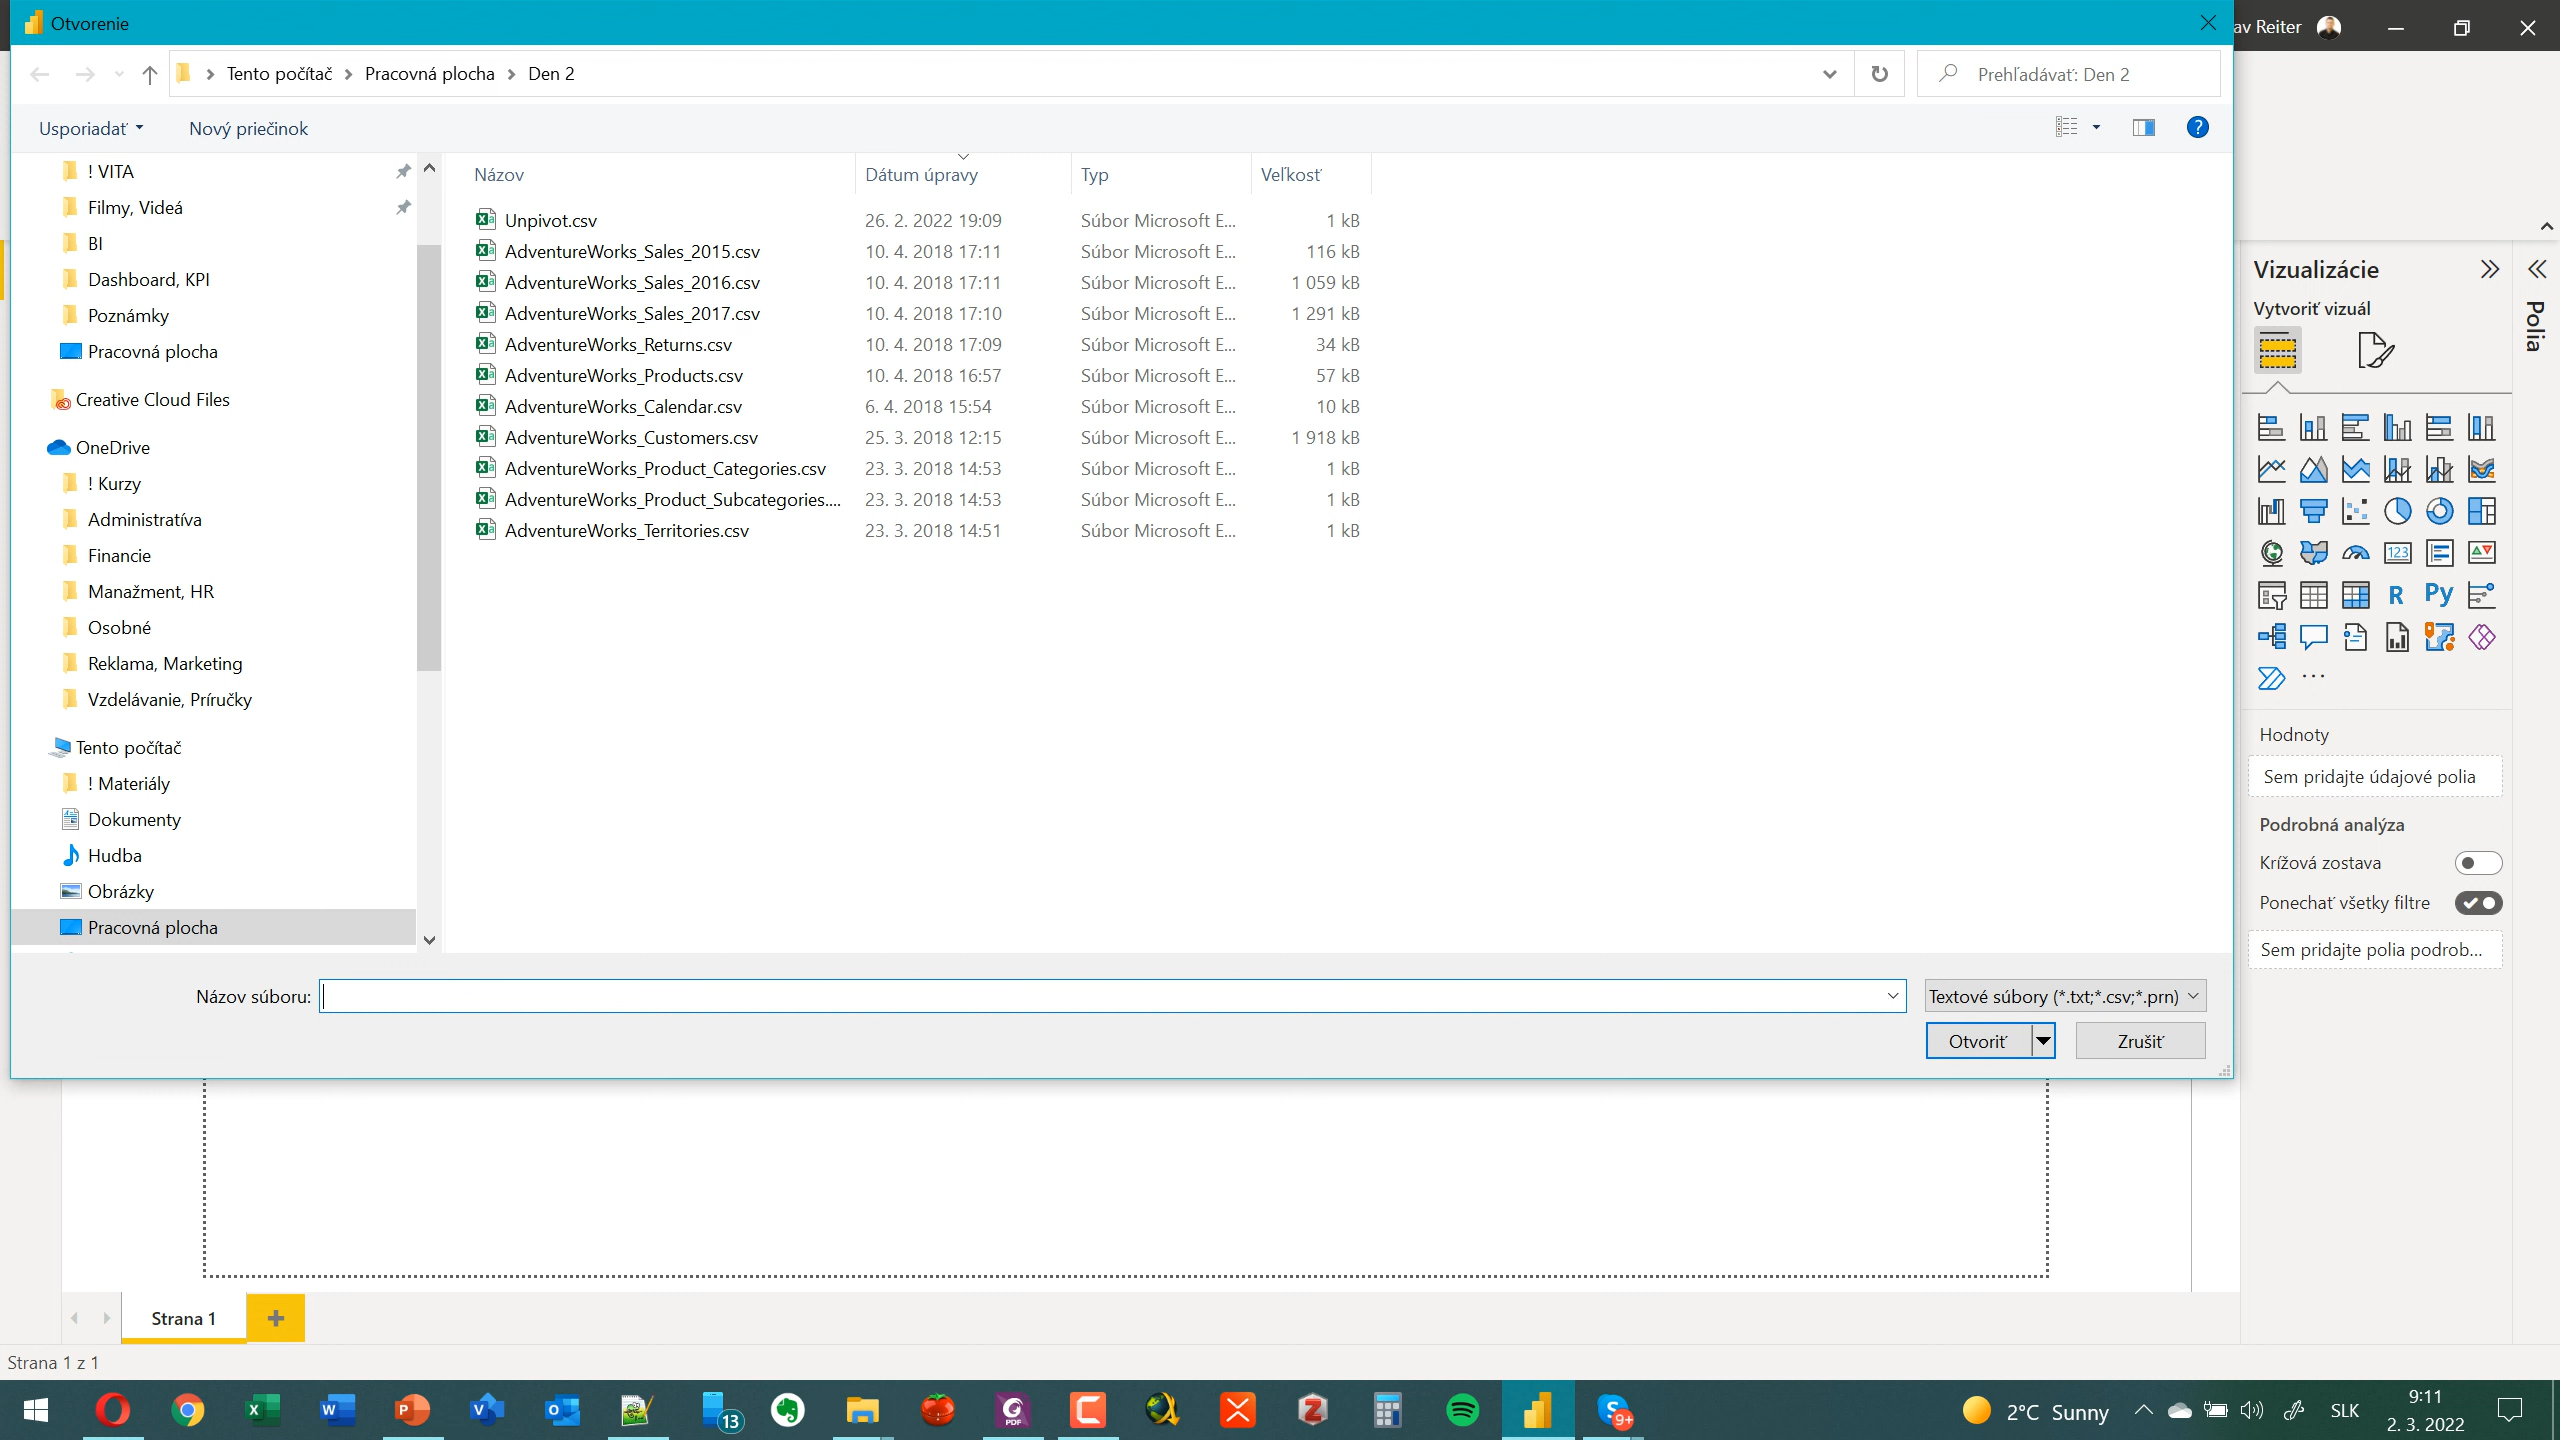 Otvorenie
av Reiter
Tento počítač
Pracovná plocha
Den 2
Prehľadávať: Den 2
Usporiadať
Nový priečinok
! VITA
Filmy, Videá
BI
Dashboard, KPI
Poznámky
Pracovná plocha
Creative Cloud Files
OneDrive
! Kurzy
Administratíva
Financie
Manažment, HR
Osobné
Reklama, Marketing
Vzdelávanie, Príručky
Tento počítač
! Materiály
Dokumenty
Hudba
Obrázky
Pracovná plocha
Názov Dátum úpravy Typ Veľkosť
Unpivot.csv 26. 2. 2022 19:09 Súbor Microsoft E... 1 kB
AdventureWorks_Sales_2015.csv 10. 4. 2018 17:11 Súbor Microsoft E... 116 kB
AdventureWorks_Sales_2016.csv 10. 4. 2018 17:11 Súbor Microsoft E... 1 059 kB
AdventureWorks_Sales_2017.csv 10. 4. 2018 17:10 Súbor Microsoft E... 1 291 kB
AdventureWorks_Returns.csv 10. 4. 2018 17:09 Súbor Microsoft E... 34 kB
AdventureWorks_Products.csv 10. 4. 2018 16:57 Súbor Microsoft E... 57 kB
AdventureWorks_Calendar.csv 6. 4. 2018 15:54 Súbor Microsoft E... 10 kB
AdventureWorks_Customers.csv 25. 3. 2018 12:15 Súbor Microsoft E... 1 918 kB
AdventureWorks_Product_Categories.csv 23. 3. 2018 14:53 Súbor Microsoft E... 1 kB
AdventureWorks_Product_Subcategories.... 23. 3. 2018 14:53 Súbor Microsoft E... 1 kB
AdventureWorks_Territories.csv 23. 3. 2018 14:51 Súbor Microsoft E... 1 kB
Názov súboru:
Textové súbory (*.txt;*.csv;*.prn)
Otvoriť
Zrušiť
Vizualizácie
Vytvoriť vizuál
Polia
123
R Py
...
Hodnoty
Sem pridajte údajové polia
Podrobná analýza
Krížová zostava
Ponechať všetky filtre
Sem pridajte polia podrob...
Strana 1
Strana 1 z 1
13
PDF
9+
2°C Sunny
SLK
9:11
2. 3. 2022